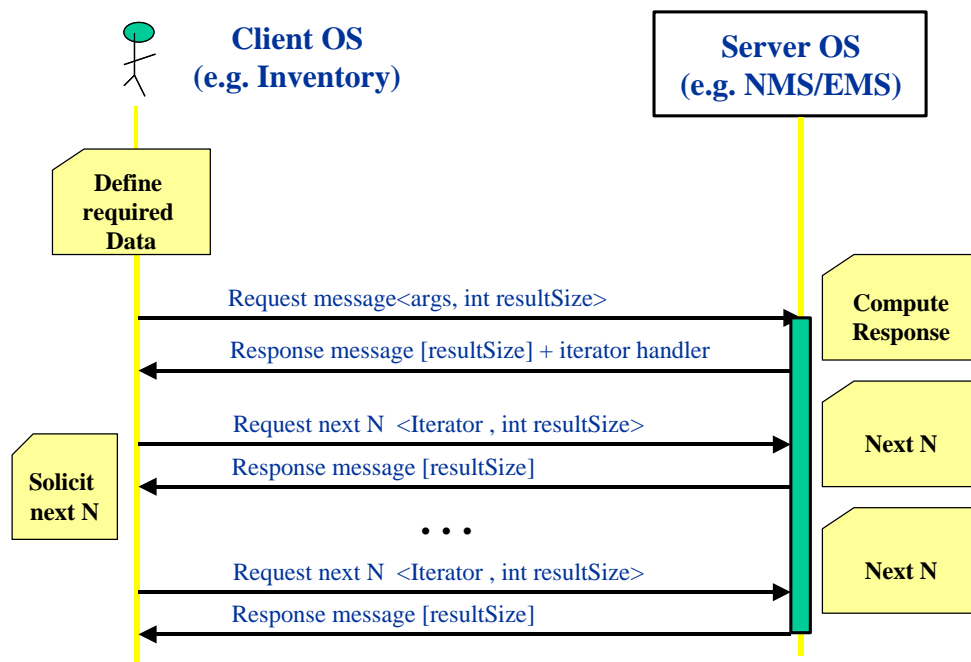 Client OS
(e.g. Inventory)
Server OS
(e.g. NMS/EMS)
Define
required
Data
Request message<args, int resultSize>
Compute
Response
Response message [resultSize] + iterator handler
Request next N <Iterator , int resultSize>
Next N
Solicit
next N
Response message [resultSize]
. . .
Request next N <Iterator , int resultSize>
Next N
Response message [resultSize]